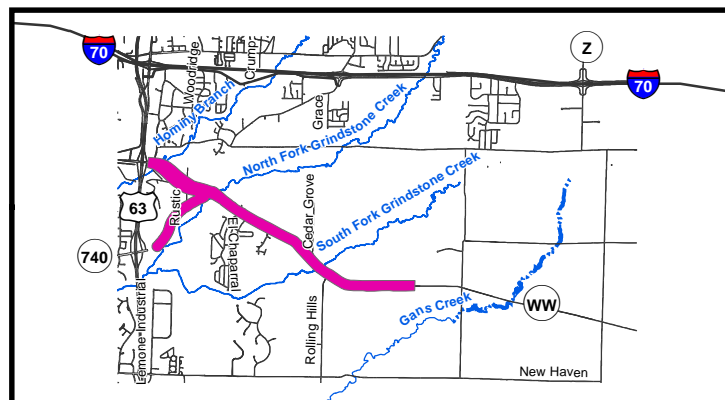 Z
70
70
Woodridge
Crump
Grace
Hominy Branch
North Fork Grindstone Creek
South Fork Grindstone Creek
Rustic
Cedar Grove
63
El Chaparral
740
Lemone-Industrial
Rolling Hills
Gans Creek
WW
New Haven